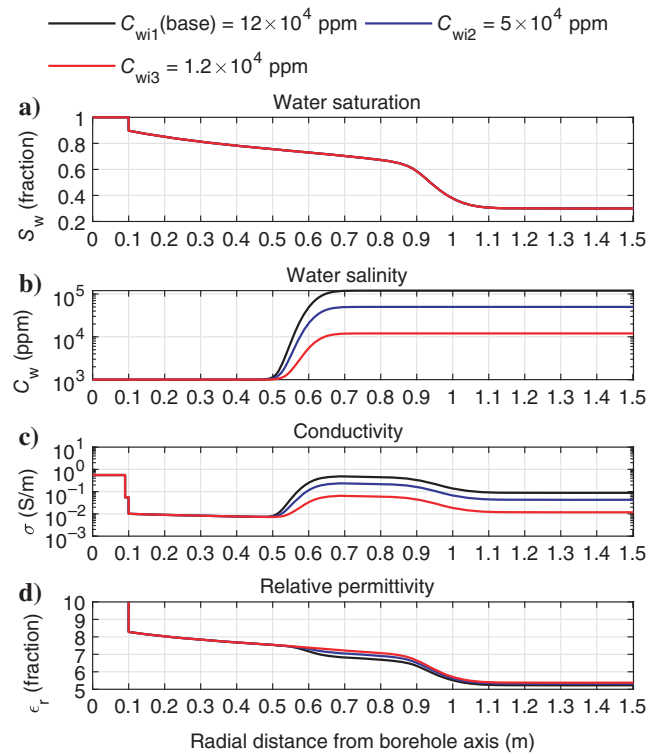 C_wi1(base) = 12×10^4 ppm C_wi2 = 5×10^4 ppm
C_wi3 = 1.2×10^4 ppm
a) Water saturation
S_w (fraction)
1
0.8
0.6
0.4
0.2
0 0.1 0.2 0.3 0.4 0.5 0.6 0.7 0.8 0.9 1 1.1 1.2 1.3 1.4 1.5
b) Water salinity
C_w (ppm)
10^5
10^4
10^3
0 0.1 0.2 0.3 0.4 0.5 0.6 0.7 0.8 0.9 1 1.1 1.2 1.3 1.4 1.5
c) Conductivity
σ (S/m)
10^1
10^0
10^−1
10^−2
10^−3
0 0.1 0.2 0.3 0.4 0.5 0.6 0.7 0.8 0.9 1 1.1 1.2 1.3 1.4 1.5
d) Relative permittivity
ϵ_r (fraction)
10
9
8
7
6
5
0 0.1 0.2 0.3 0.4 0.5 0.6 0.7 0.8 0.9 1 1.1 1.2 1.3 1.4 1.5
Radial distance from borehole axis (m)